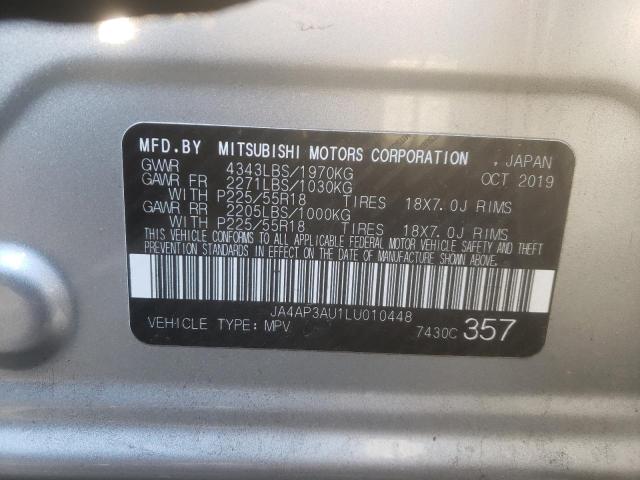 MFD.BY MITSUBISHI MOTORS CORPORATION , JAPAN
GVWR 4343LBS/1970KG OCT 2019
GAWR FR 2271LBS/1030KG
WITH P225/55R18 TIRES 18X7.0J RIMS
GAWR RR 2205LBS/1000KG
WITH P225/55R18 TIRES 18X7.0J RIMS
THIS VEHICLE CONFORMS TO ALL APPLICABLE FEDERAL MOTOR VEHICLE SAFETY AND THEFT
PREVENTION STANDARDS IN EFFECT ON THE DATE OF MANUFACTURE SHOWN ABOVE.
JA4AP3AU1LU010448
VEHICLE TYPE: MPV 7430C 357